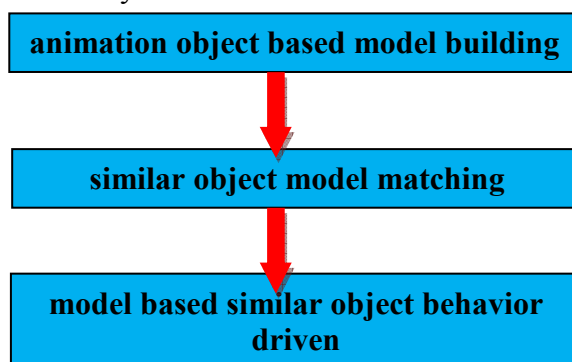 animation object based model building
similar object model matching
model based similar object behavior
driven